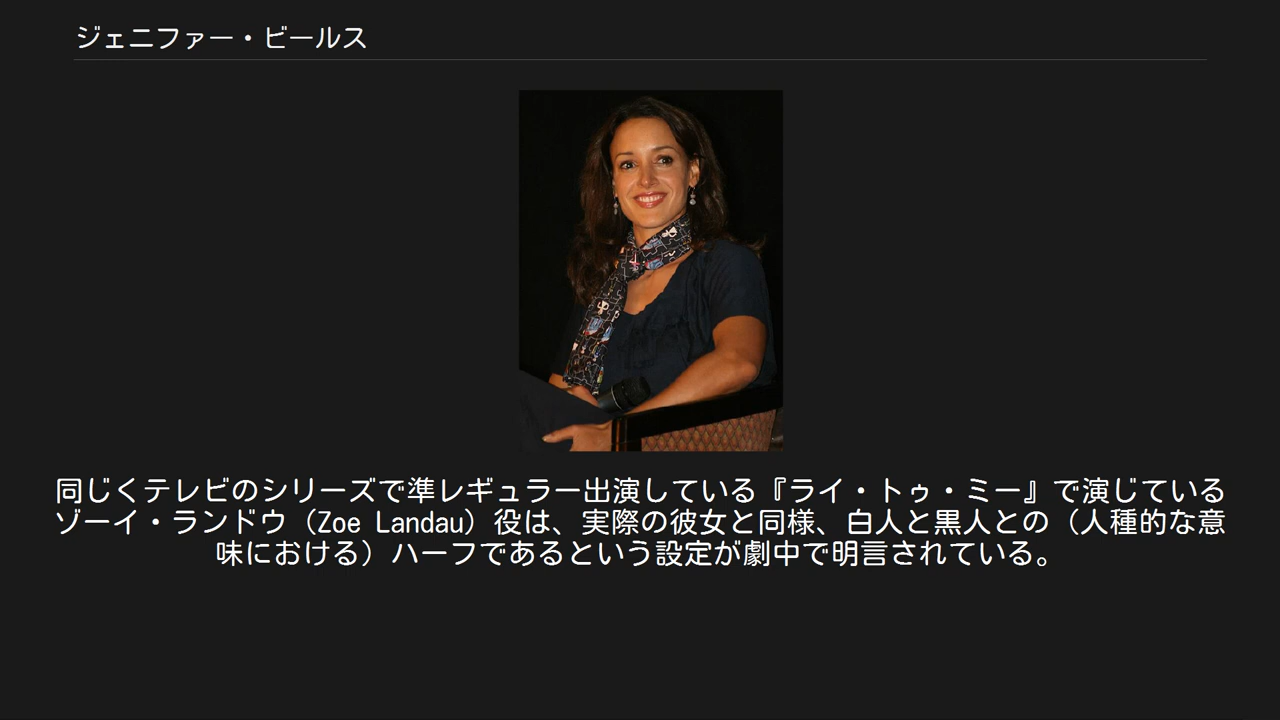 ジェニファー・ビールス
同じくテレビのシリーズで準レギュラー出演している『ライ・トゥ・ミー』で演じている
ゾーイ・ランドウ（Zoe Landau）役は、実際の彼女と同様、白人と黒人との（人種的な意
味における）ハーフであるという設定が劇中で明言されている。